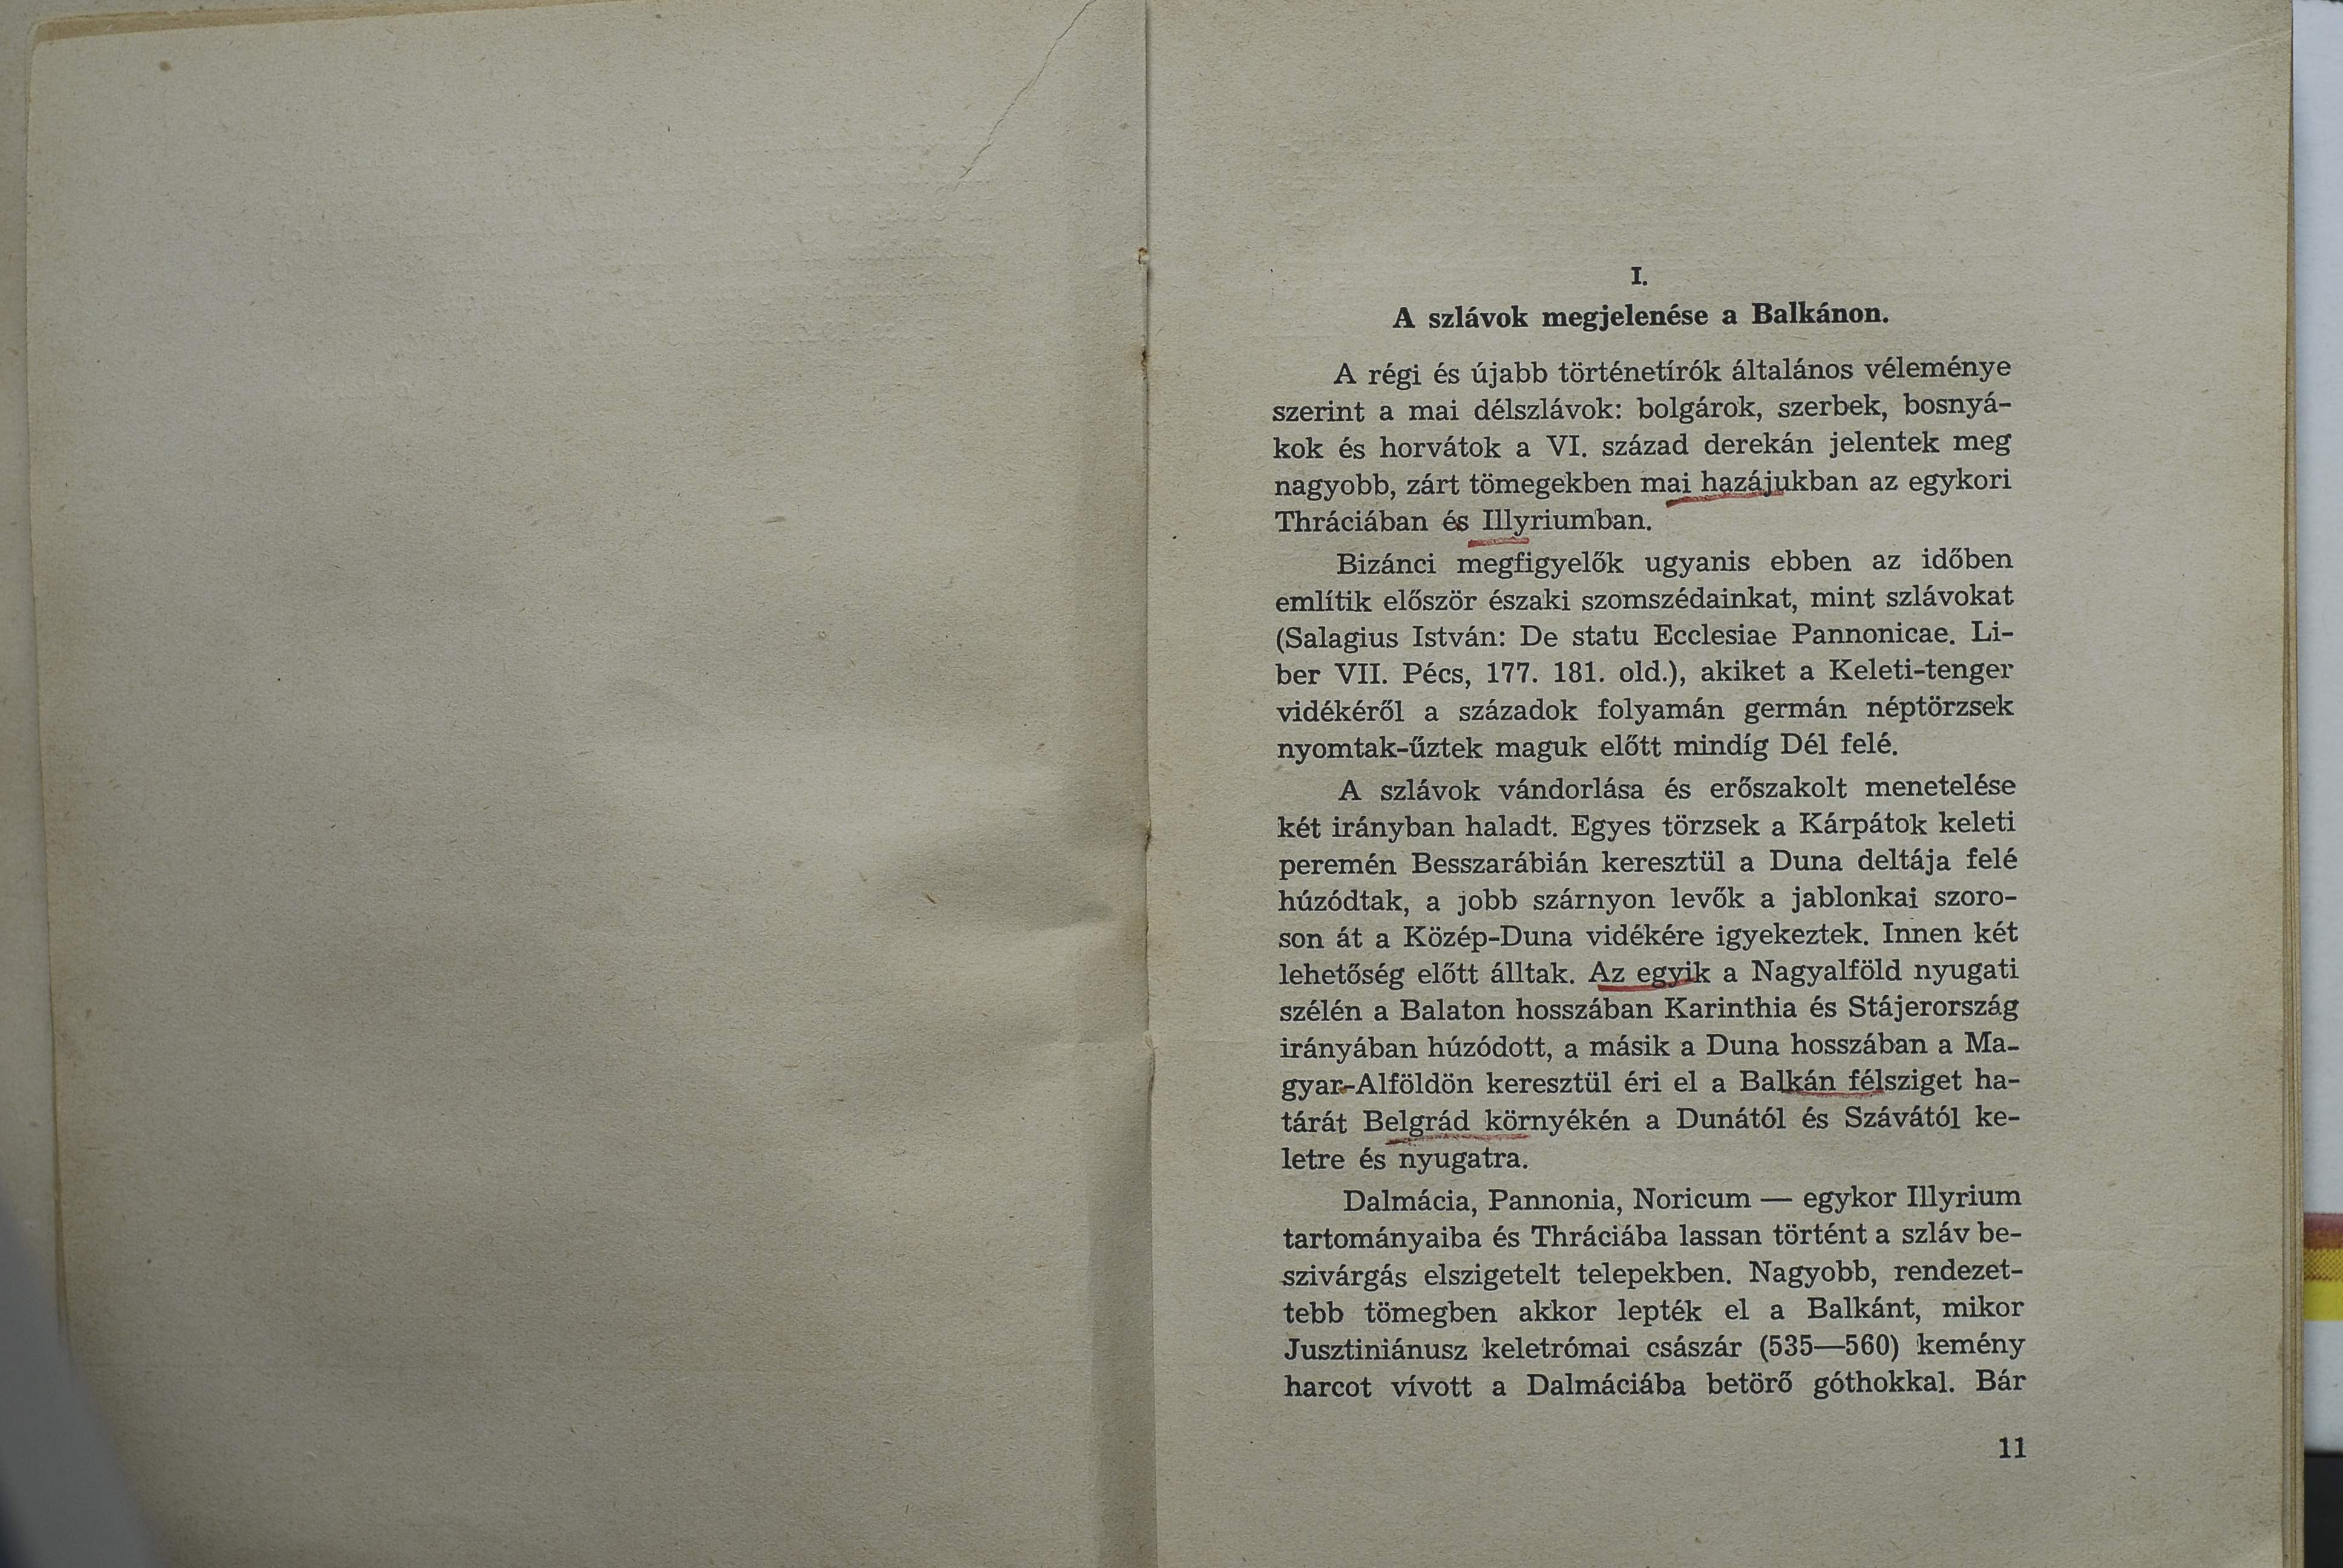 I.
A szlávok megjelenése a Balkánon.
A régi és újabb történetírók általános véleménye
szerint a mai délszlávok: bolgárok, szerbek, bosnyá-
kok és horvátok a VI. század derekán jelentek meg
nagyobb, zárt tömegekben mai hazájukban az egykori
Thráciában és Illyriumban.
Bizánci megfigyelők ugyanis ebben az időben
említik először északi szomszédainkat, mint szlávokat
(Salagius István: De statu Ecclesiae Pannonicae. Li-
ber VII. Pécs, 177. 181. old.), akiket a Keleti-tenger
vidékéről a századok folyamán germán néptörzsek
nyomtak-űztek maguk előtt mindíg Dél felé.
A szlávok vándorlása és erőszakolt menetelése
két irányban haladt. Egyes törzsek a Kárpátok keleti
peremén Besszarábián keresztül a Duna deltája felé
húzódtak, a jobb szárnyon levők a jablonkai szoro-
son át a Közép-Duna vidékére igyekeztek. Innen két
lehetőség előtt álltak. Az egyik a Nagyalföld nyugati
szélén a Balaton hosszában Karinthia és Stájerország
irányában húzódott, a másik a Duna hosszában a Ma-
gyar-Alföldön keresztül éri el a Balkán félsziget ha-
tárát Belgrád környékén a Dunától és Szávától ke-
letre és nyugatra.
Dalmácia, Pannonia, Noricum — egykor Illyrium
tartományaiba és Thráciába lassan történt a szláv be-
szivárgás elszigetelt telepekben. Nagyobb, rendezet-
tebb tömegben akkor lepték el a Balkánt, mikor
Jusztiniánusz keletrómai császár (535—560) kemény
harcot vívott a Dalmáciába betörő góthokkal. Bár
11